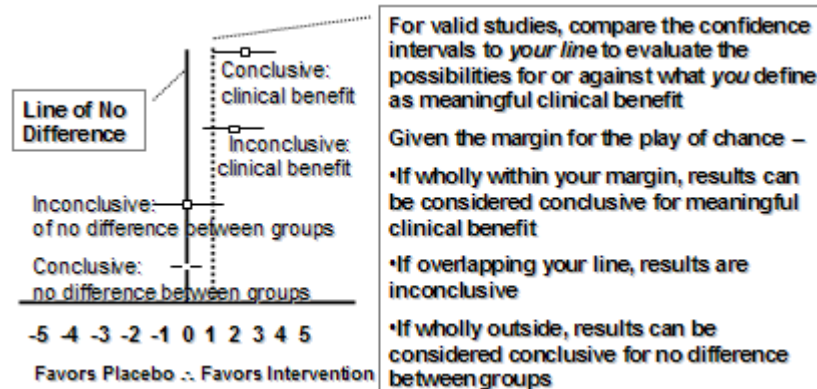 Conclusive:
clinical benefit
Line of No
Difference
Inconclusive:
clinical benefit
Inconclusive:
of no difference between groups
Conclusive:
no difference between groups
-5 -4 -3 -2 -1 0 1 2 3 4 5
Favors Placebo ∴ Favors Intervention
For valid studies, compare the confidence
intervals to your line to evaluate the
possibilities for or against what you define
as meaningful clinical benefit
Given the margin for the play of chance –
•If wholly within your margin, results can
be considered conclusive for meaningful
clinical benefit
•If overlapping your line, results are
inconclusive
•If wholly outside, results can be
considered conclusive for no difference
between groups